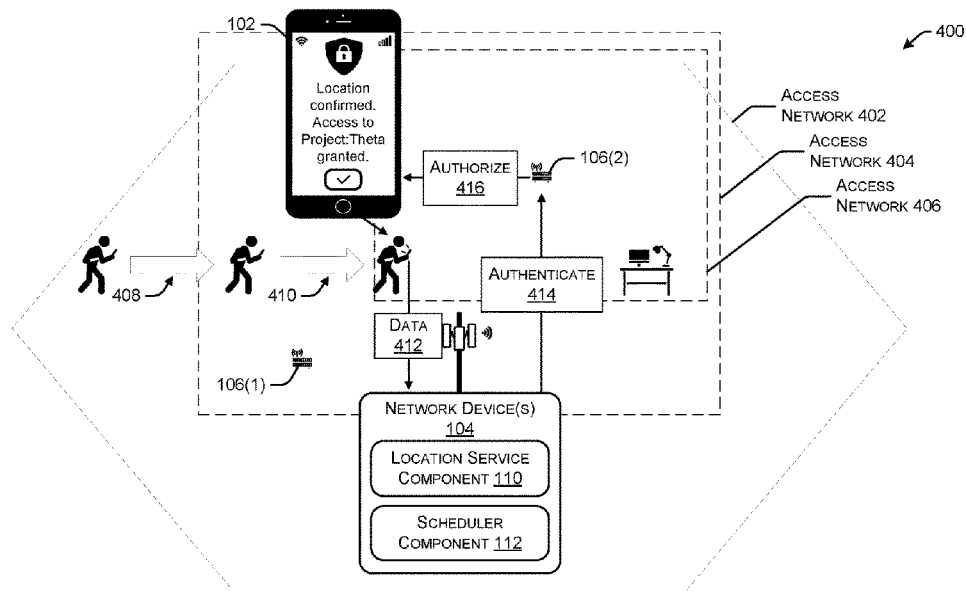 102
400
Location
confirmed.
Access to
Project:Theta
granted.
ACCESS
NETWORK 402
ACCESS
NETWORK 404
ACCESS
NETWORK 406
AUTHORIZE
416
106(2)
408
410
AUTHENTICATE
414
DATA
412
106(1)
NETWORK DEVICE(S)
104
LOCATION SERVICE
COMPONENT 110
SCHEDULER
COMPONENT 112